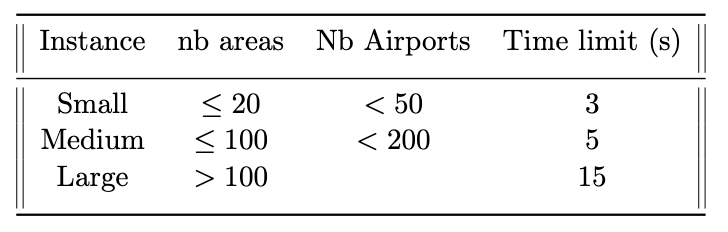 Instance nb areas Nb Airports Time limit (s)
Small ≤ 20 < 50 3
Medium ≤ 100 < 200 5
Large > 100 15